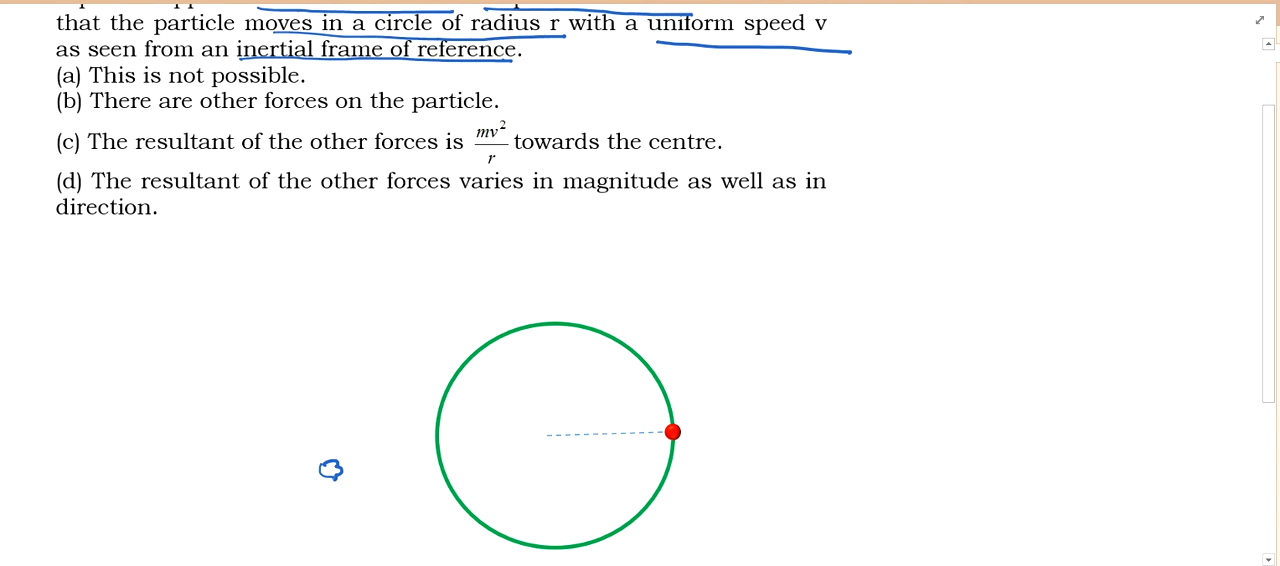 that the particle moves in a circle of radius r with a uniform speed v
as seen from an inertial frame of reference.
(a) This is not possible.
(b) There are other forces on the particle.
(c) The resultant of the other forces is mv²/r towards the centre.
(d) The resultant of the other forces varies in magnitude as well as in
direction.